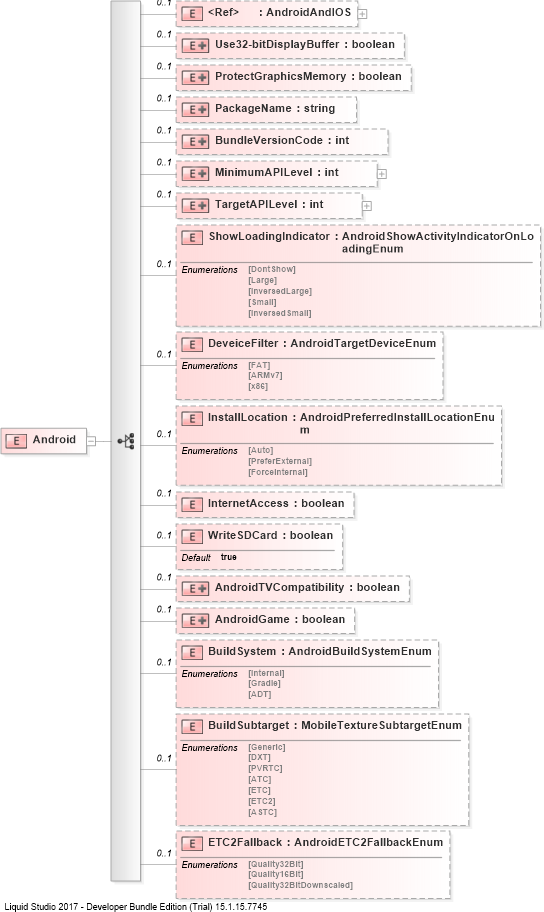 0..1
E <Ref> : AndroidAndIOS
0..1
E Use32-bitDisplayBuffer : boolean
0..1
E ProtectGraphicsMemory : boolean
0..1
E PackageName : string
0..1
E BundleVersionCode : int
0..1
E MinimumAPILevel : int
0..1
E TargetAPILevel : int
E ShowLoadingIndicator : AndroidShowActivityIndicatorOnLo
adingEnum
0..1
Enumerations [DontShow]
[Large]
[InversedLarge]
[Small]
[InversedSmall]
E DeveiceFilter : AndroidTargetDeviceEnum
0..1
Enumerations [FAT]
[ARMv7]
[x86]
E InstallLocation : AndroidPreferredInstallLocationEnu
m
0..1
E Android
Enumerations [Auto]
[PreferExternal]
[ForceInternal]
0..1
E InternetAccess : boolean
0..1
E WriteSDCard : boolean
Default true
0..1
E AndroidTVCompatibility : boolean
0..1
E AndroidGame : boolean
E BuildSystem : AndroidBuildSystemEnum
0..1
Enumerations [Internal]
[Gradle]
[ADT]
E BuildSubtarget : MobileTextureSubtargetEnum
0..1
Enumerations [Generic]
[DXT]
[PVRTC]
[ATC]
[ETC]
[ETC2]
[ASTC]
E ETC2Fallback : AndroidETC2FallbackEnum
0..1
Enumerations [Quality32Bit]
[Quality16Bit]
[Quality32BitDownscaled]
Liquid Studio 2017 - Developer Bundle Edition (Trial) 15.1.15.7745